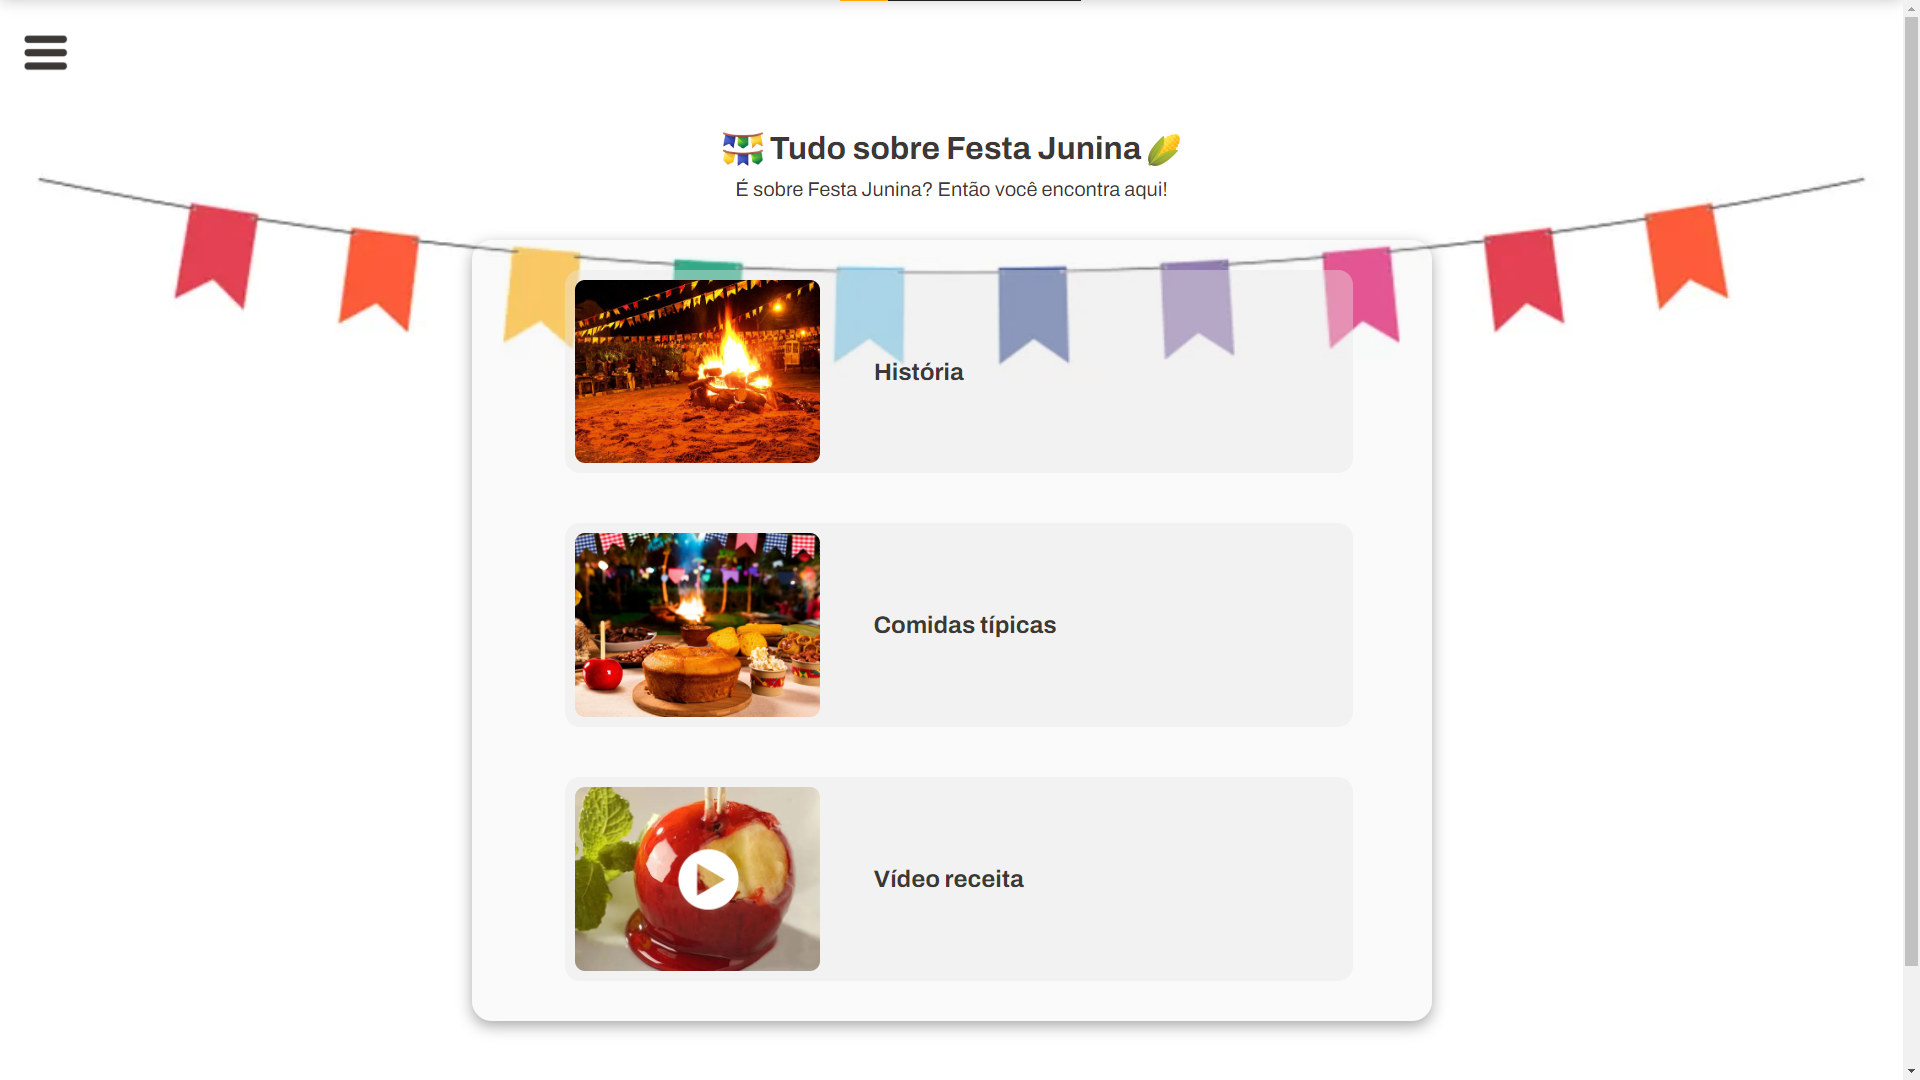 Tudo sobre Festa Junina
É sobre Festa Junina? Então você encontra aqui!
História
Comidas típicas
Vídeo receita